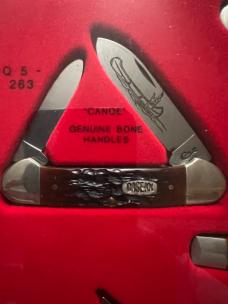 Q 5 -
263
"CANOE"
GENUINE BONE
HANDLES